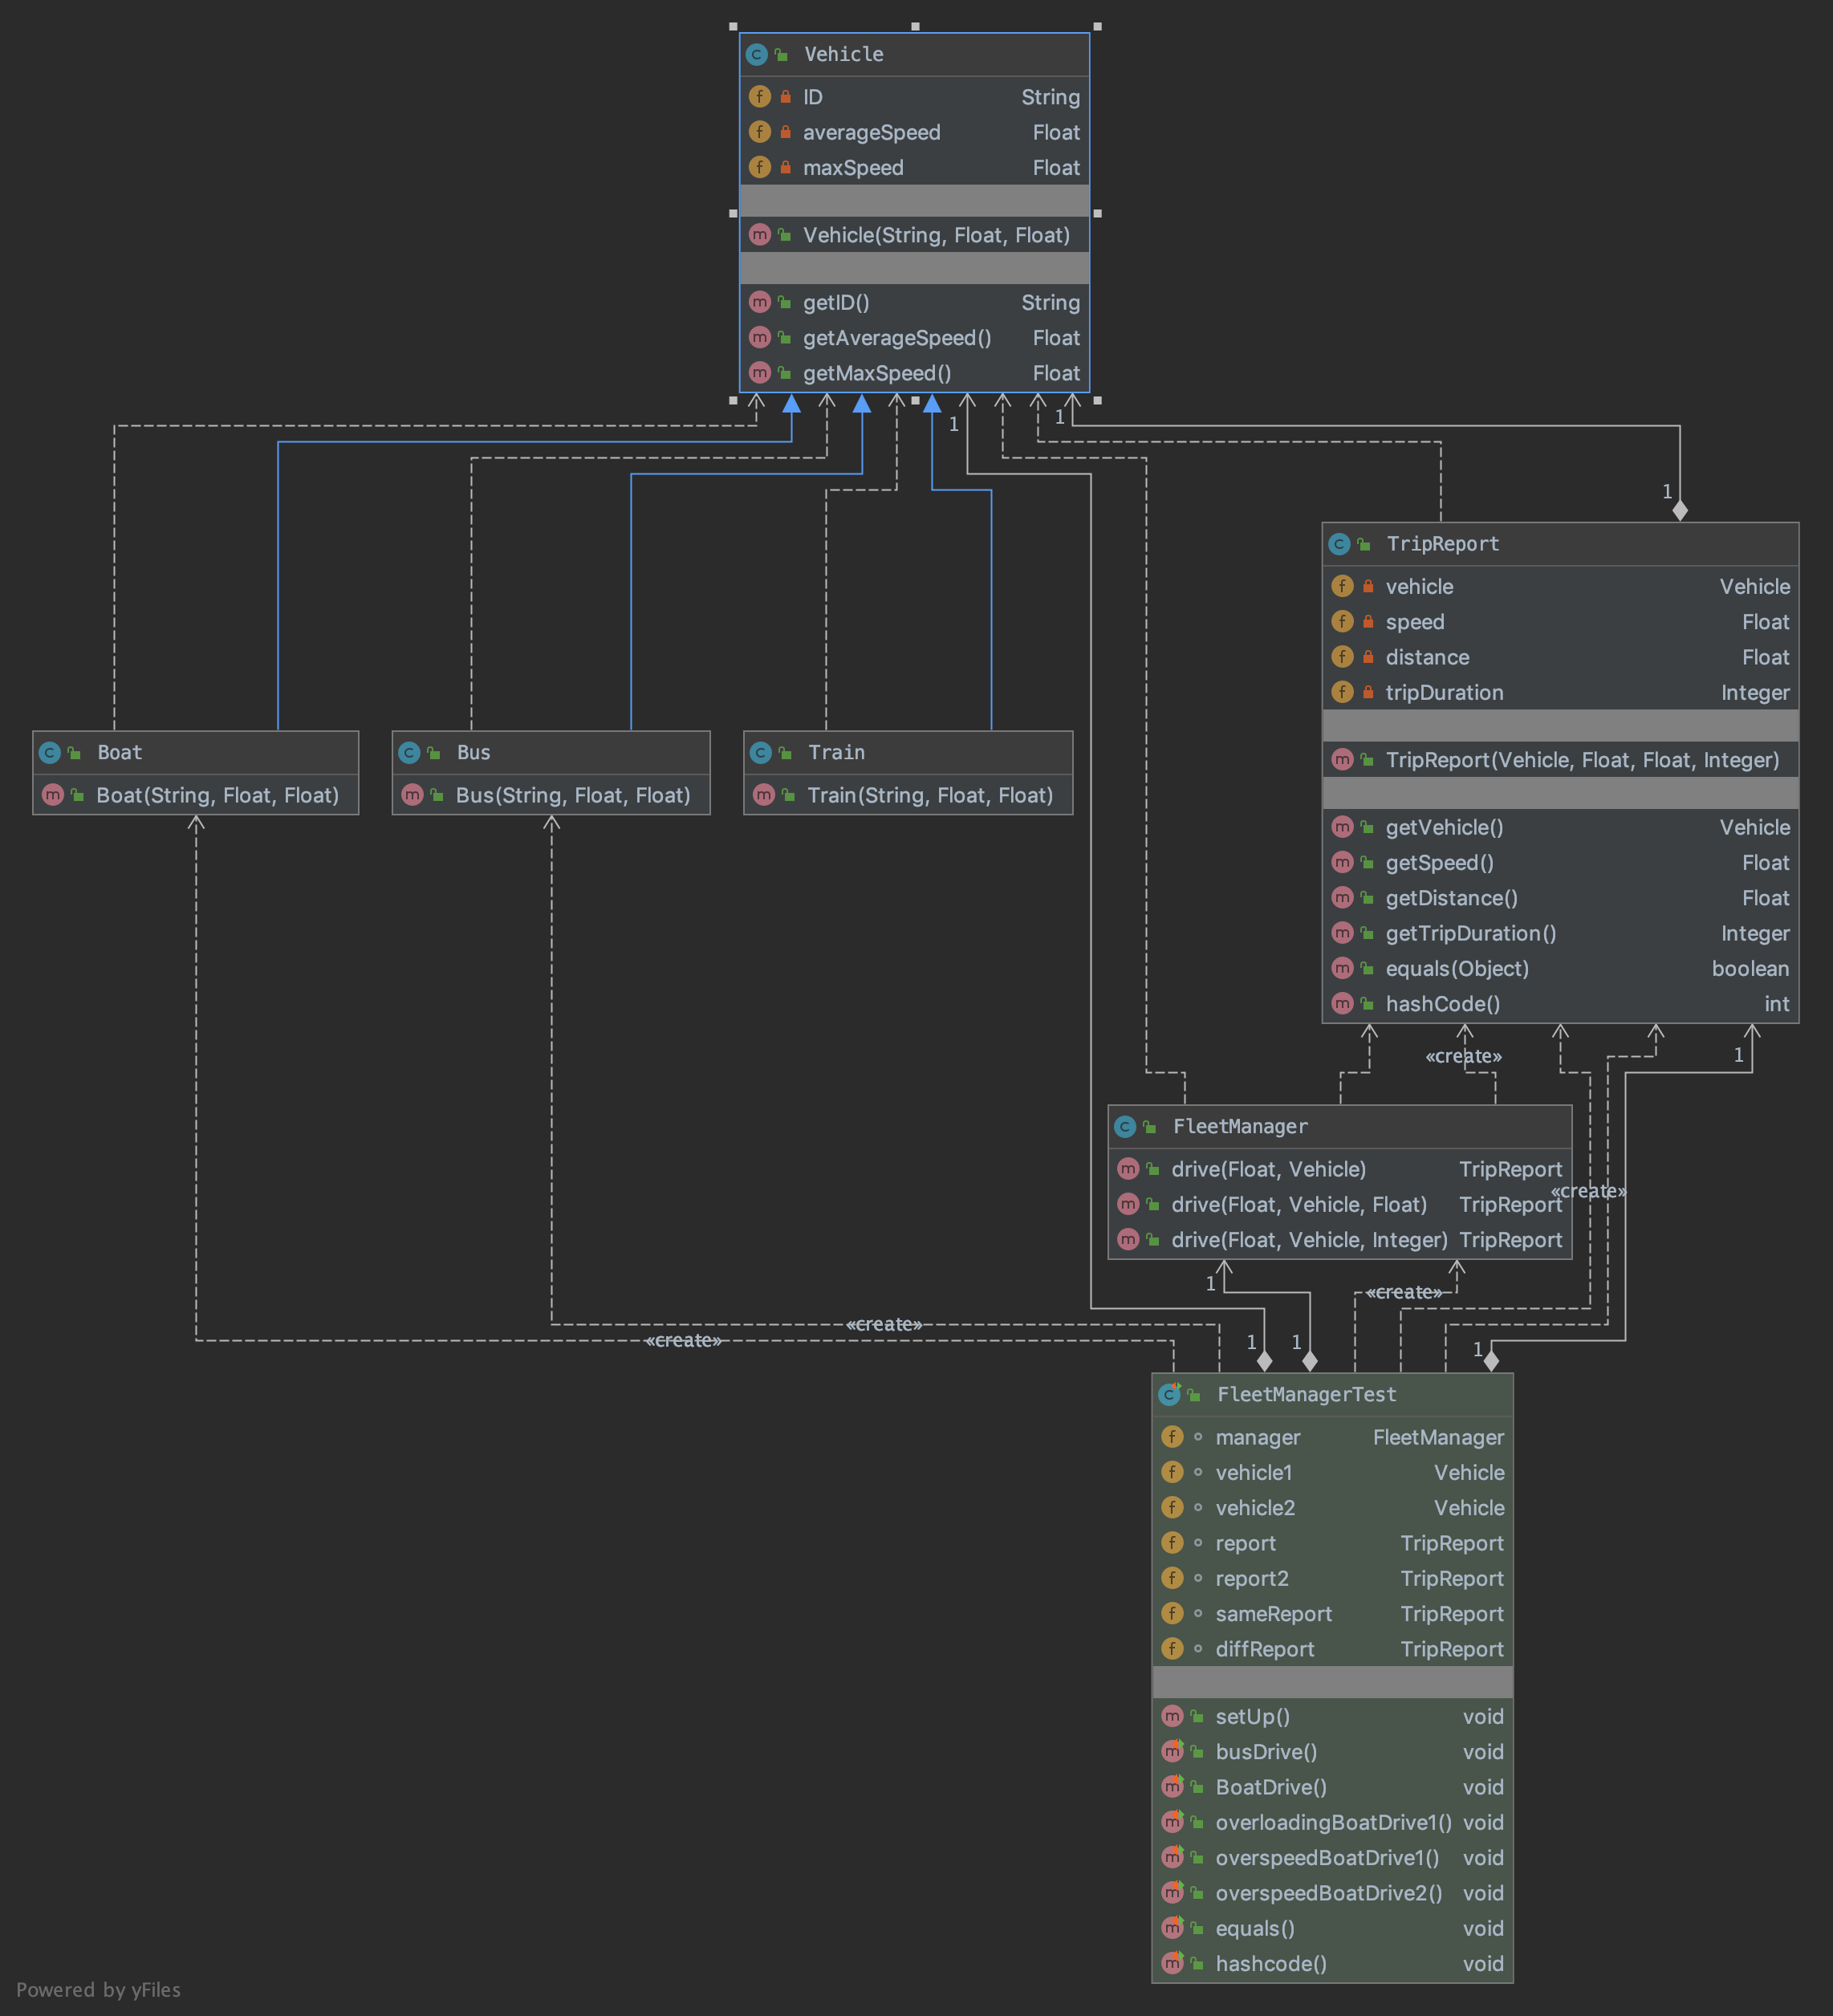 Vehicle
ID String
averageSpeed Float
maxSpeed Float
Vehicle(String, Float, Float)
getID() String
getAverageSpeed() Float
getMaxSpeed() Float
1
1
1
TripReport
vehicle Vehicle
speed Float
distance Float
tripDuration Integer
TripReport(Vehicle, Float, Float, Integer)
getVehicle() Vehicle
getSpeed() Float
getDistance() Float
getTripDuration() Integer
equals(Object) boolean
hashCode() int
Boat
Boat(String, Float, Float)
Bus
Bus(String, Float, Float)
Train
Train(String, Float, Float)
«create»
1
FleetManager
drive(Float, Vehicle) TripReport
drive(Float, Vehicle, Float) TripReport
drive(Float, Vehicle, Integer) TripReport
«create»
1
«create»
«create»
«create»
1
1
1
FleetManagerTest
manager FleetManager
vehicle1 Vehicle
vehicle2 Vehicle
report TripReport
report2 TripReport
sameReport TripReport
diffReport TripReport
setUp() void
busDrive() void
BoatDrive() void
overloadingBoatDrive1() void
overspeedBoatDrive1() void
overspeedBoatDrive2() void
equals() void
hashcode() void
Powered by yFiles